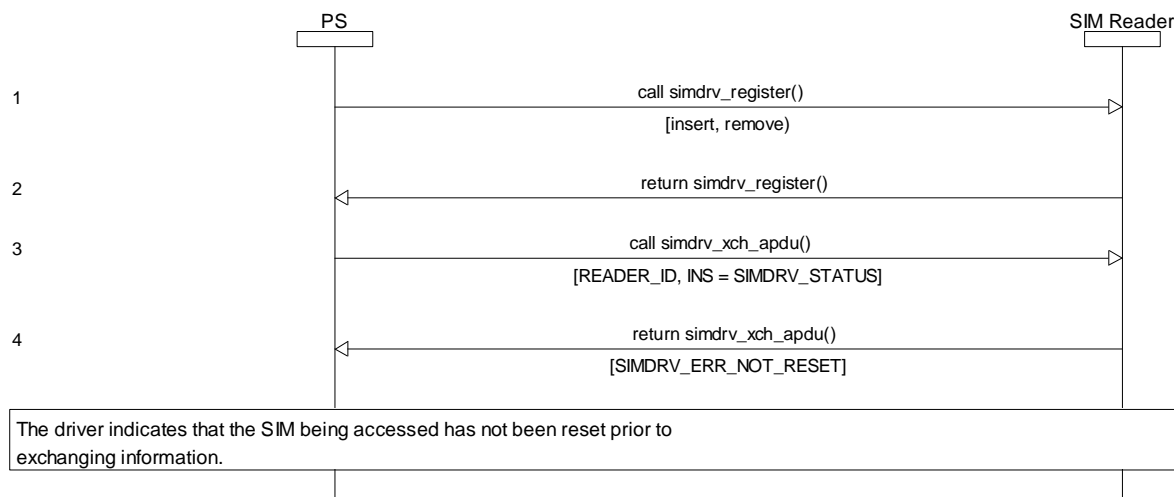 PS
SIM Reader
1
call simdrv_register()
[insert, remove)
2
return simdrv_register()
3
call simdrv_xch_apdu()
[READER_ID, INS = SIMDRV_STATUS]
4
return simdrv_xch_apdu()
[SIMDRV_ERR_NOT_RESET]
The driver indicates that the SIM being accessed has not been reset prior to
exchanging information.